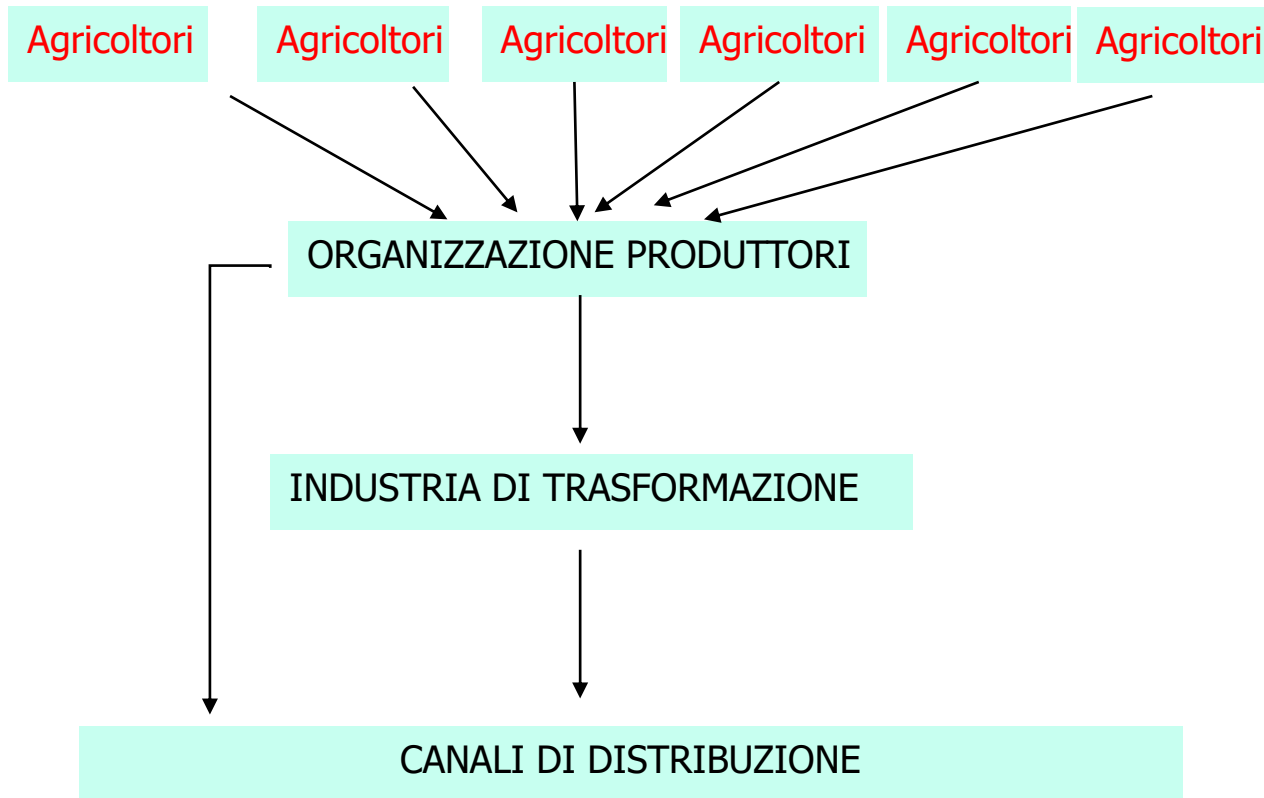 Agricoltori
Agricoltori
Agricoltori
Agricoltori
Agricoltori
Agricoltori
ORGANIZZAZIONE PRODUTTORI
INDUSTRIA DI TRASFORMAZIONE
CANALI DI DISTRIBUZIONE